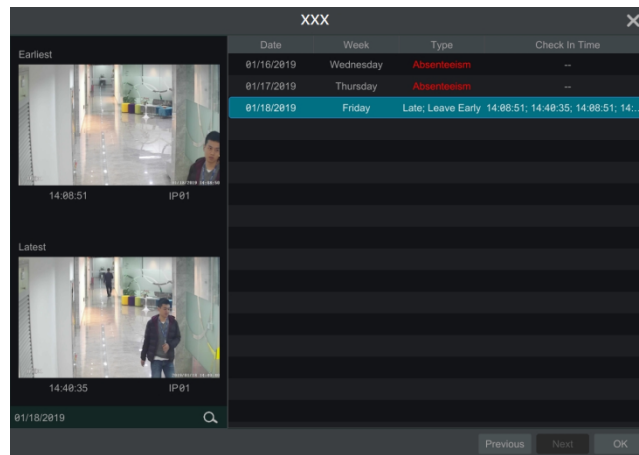 XXX
Date Week Type Check In Time
Earliest
01/16/2019 Wednesday Absenteeism --
01/17/2019 Thursday Absenteeism --
01/18/2019 Friday Late; Leave Early 14:08:51; 14:40:35; 14:08:51; 14:...
14:08:51 IP01
Latest
14:40:35 IP01
01/18/2019
Previous Next OK